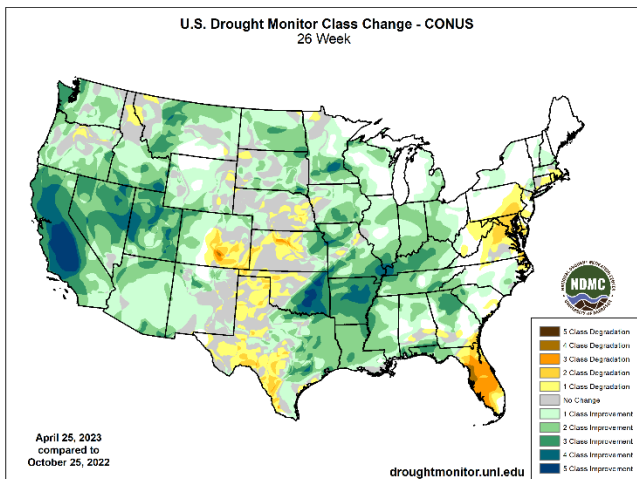 U.S. Drought Monitor Class Change - CONUS
26 Week
NDMC
5 Class Degradation
4 Class Degradation
3 Class Degradation
2 Class Degradation
1 Class Degradation
No Change
1 Class Improvement
2 Class Improvement
3 Class Improvement
4 Class Improvement
5 Class Improvement
April 25, 2023
compared to
October 25, 2022
droughtmonitor.unl.edu